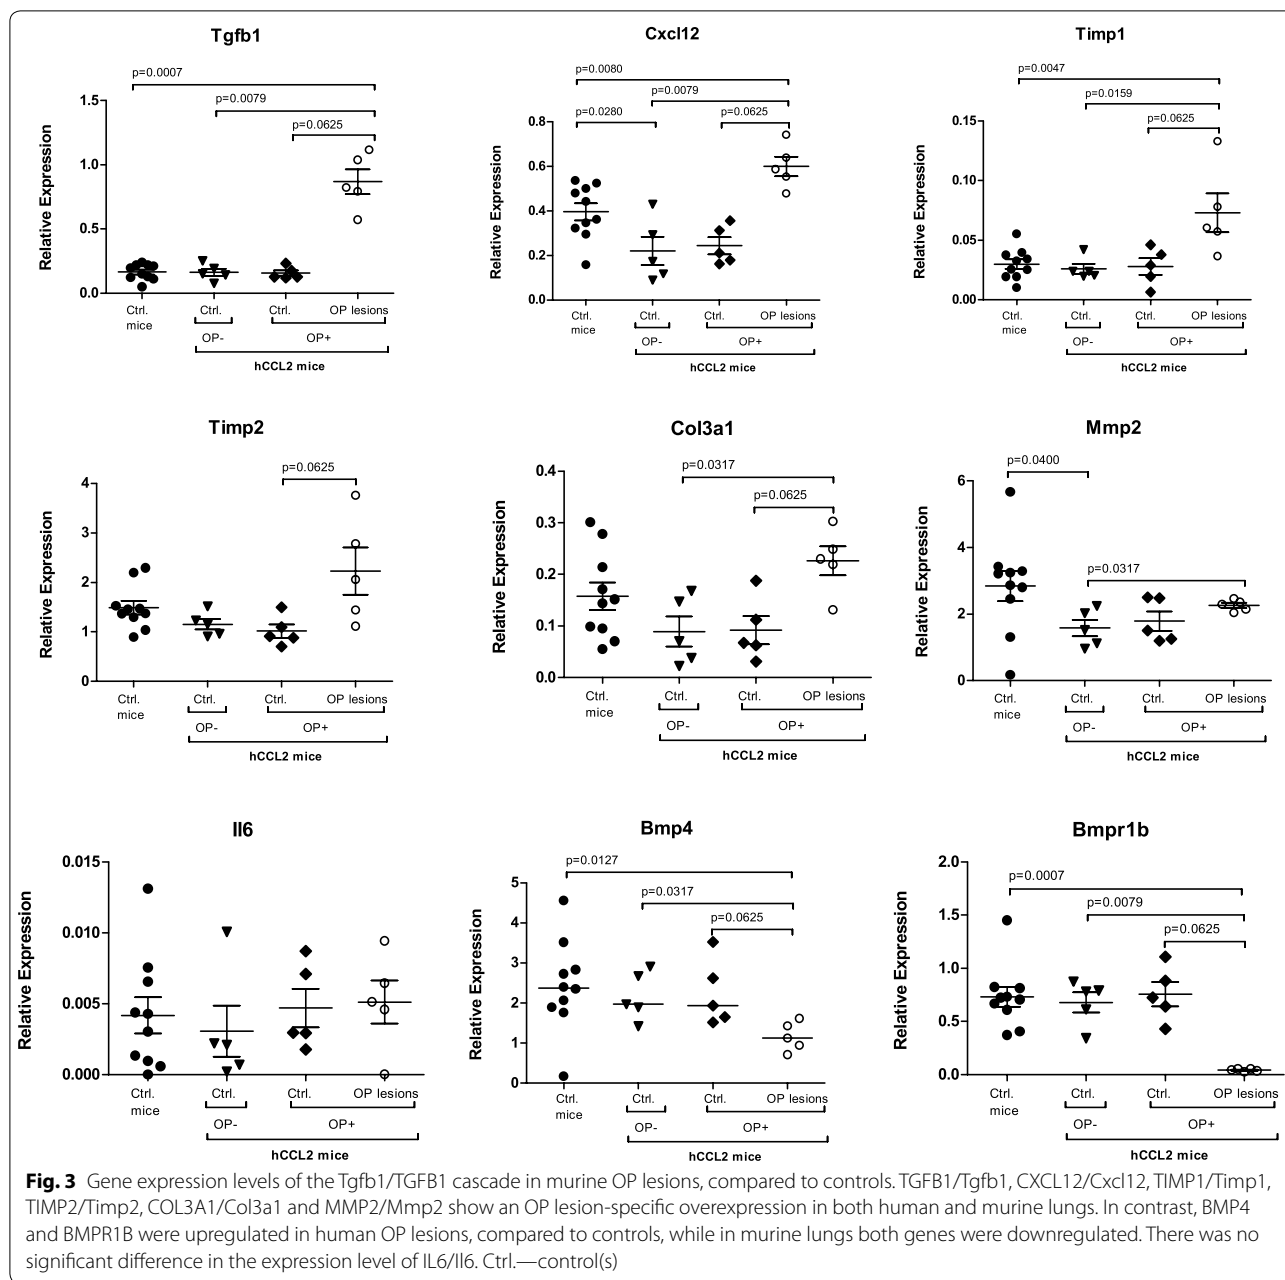 Tgfb1
p=0.0007
p=0.0079
p=0.0625
Relative Expression
1.5
1.0
0.5
0.0
Ctrl. mice
Ctrl.
Ctrl.
OP lesions
OP-
OP+
hCCL2 mice
Cxcl12
p=0.0080
p=0.0079
p=0.0280
p=0.0625
Relative Expression
0.8
0.6
0.4
0.2
0.0
Ctrl. mice
Ctrl.
Ctrl.
OP lesions
OP-
OP+
hCCL2 mice
Timp1
p=0.0047
p=0.0159
p=0.0625
Relative Expression
0.15
0.10
0.05
0.00
Ctrl. mice
Ctrl.
Ctrl.
OP lesions
OP-
OP+
hCCL2 mice
Timp2
p=0.0625
Relative Expression
4
3
2
1
0
Ctrl. mice
Ctrl.
Ctrl.
OP lesions
OP-
OP+
hCCL2 mice
Col3a1
p=0.0317
p=0.0625
Relative Expression
0.4
0.3
0.2
0.1
0.0
Ctrl. mice
Ctrl.
Ctrl.
OP lesions
OP-
OP+
hCCL2 mice
Mmp2
p=0.0400
p=0.0317
Relative Expression
6
4
2
0
Ctrl. mice
Ctrl.
Ctrl.
OP lesions
OP-
OP+
hCCL2 mice
Il6
Relative Expression
0.015
0.010
0.005
0.000
Ctrl. mice
Ctrl.
Ctrl.
OP lesions
OP-
OP+
hCCL2 mice
Bmp4
p=0.0127
p=0.0317
p=0.0625
Relative Expression
5
4
3
2
1
0
Ctrl. mice
Ctrl.
Ctrl.
OP lesions
OP-
OP+
hCCL2 mice
Bmpr1b
p=0.0007
p=0.0079
p=0.0625
Relative Expression
2.0
1.5
1.0
0.5
0.0
Ctrl. mice
Ctrl.
Ctrl.
OP lesions
OP-
OP+
hCCL2 mice
Fig. 3 Gene expression levels of the Tgfb1/TGFB1 cascade in murine OP lesions, compared to controls. TGFB1/Tgfb1, CXCL12/Cxcl12, TIMP1/Timp1,
TIMP2/Timp2, COL3A1/Col3a1 and MMP2/Mmp2 show an OP lesion-specific overexpression in both human and murine lungs. In contrast, BMP4
and BMPR1B were upregulated in human OP lesions, compared to controls, while in murine lungs both genes were downregulated. There was no
significant difference in the expression level of IL6/Il6. Ctrl.—control(s)